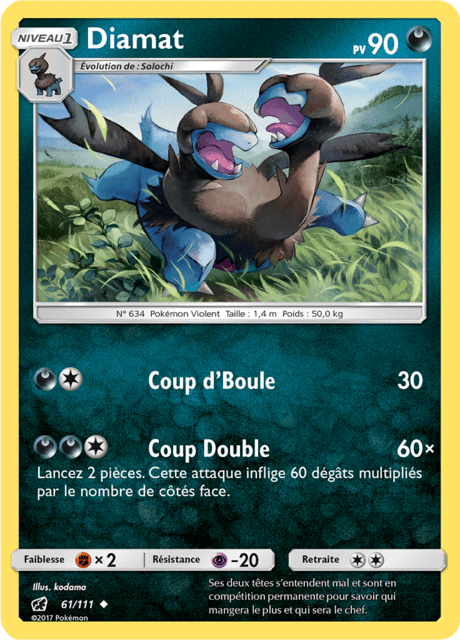 NIVEAU 1
Diamat
PV 90
Évolution de : Solochi
N° 634 Pokémon Violent Taille : 1,4 m Poids : 50,0 kg
Coup d'Boule 30
Coup Double 60×
Lancez 2 pièces. Cette attaque inflige 60 dégâts multipliés
par le nombre de côtés face.
Faiblesse ×2 Résistance -20 Retraite
Illus. kodama
61/111
©2017 Pokémon
Ses deux têtes s'entendent mal et sont en
compétition permanente pour savoir qui
mangera le plus et qui sera le chef.